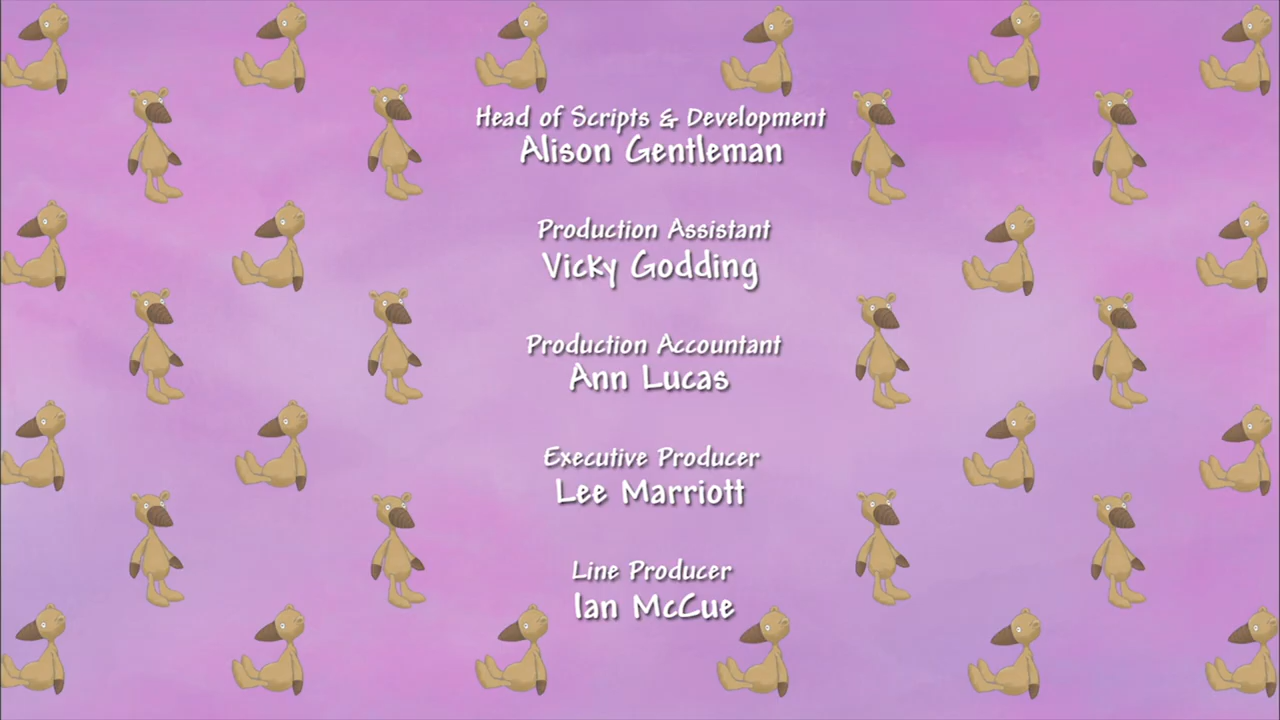 Head of Scripts & Development
Alison Gentleman
Production Assistant
Vicky Godding
Production Accountant
Ann Lucas
Executive Producer
Lee Marriott
Line Producer
Ian McCue